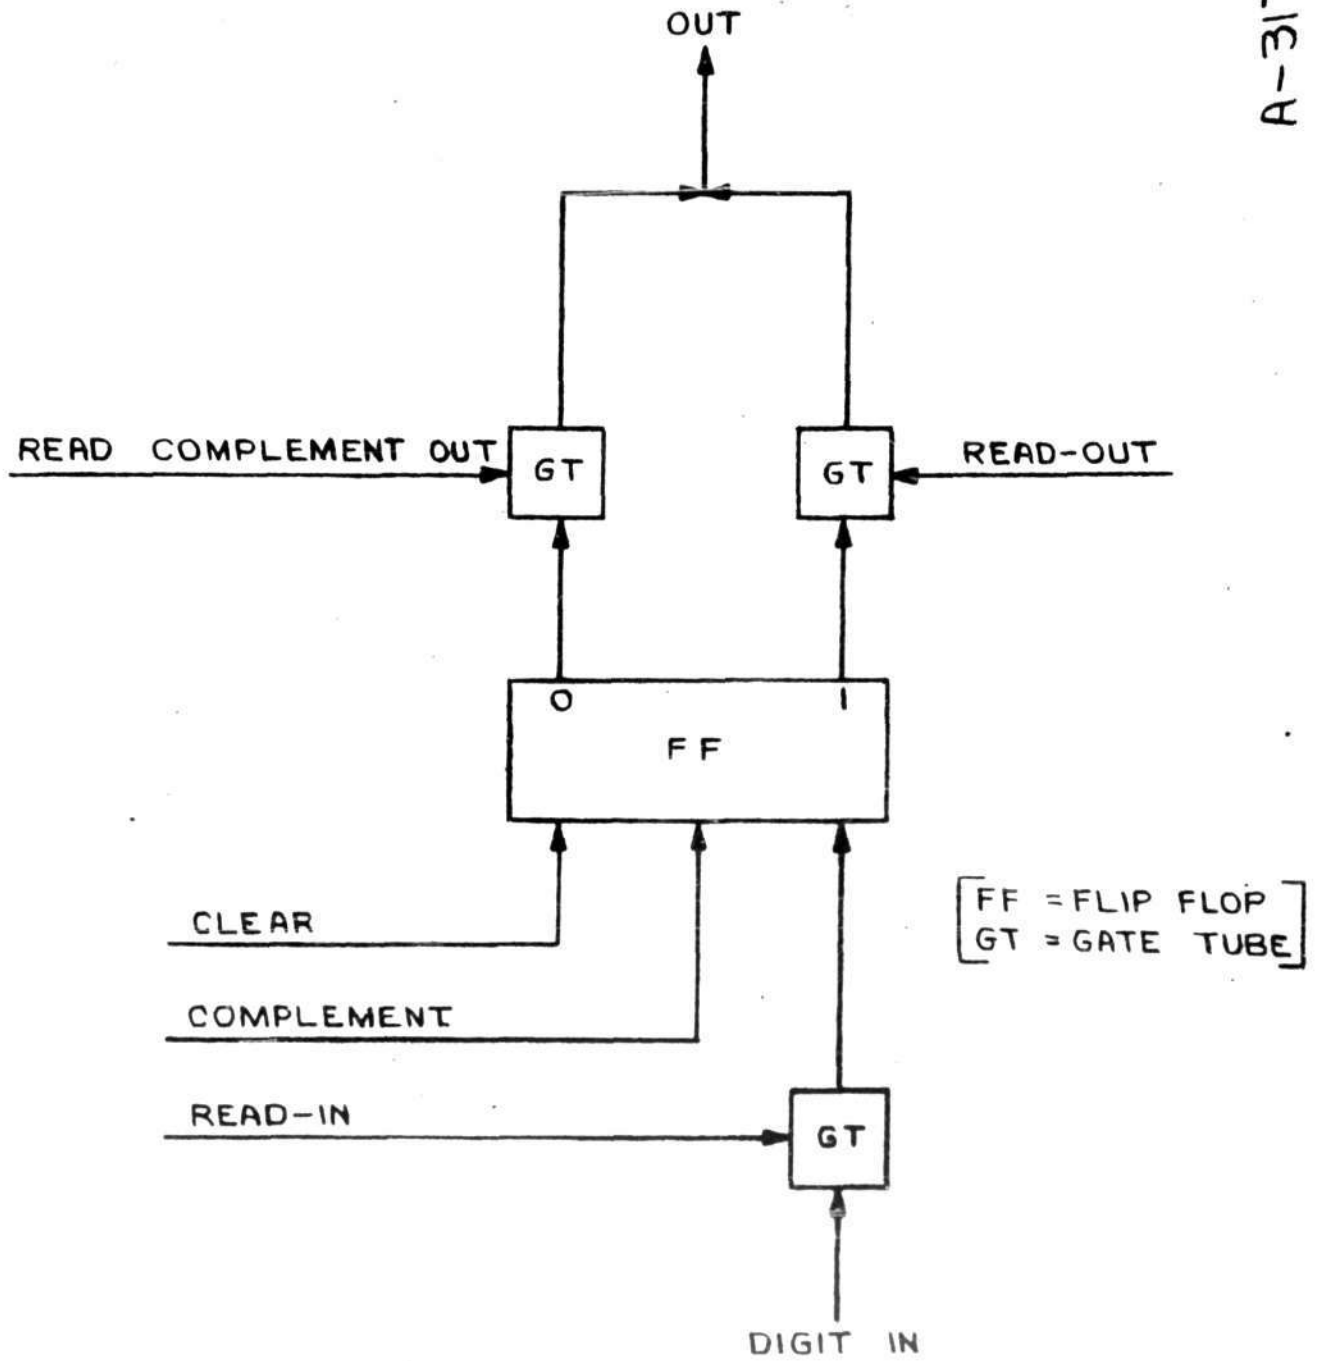 OUT
READ COMPLEMENT OUT
GT
GT
READ-OUT
0
1
FF
CLEAR
COMPLEMENT
READ-IN
GT
DIGIT IN
FF = FLIP FLOP
GT = GATE TUBE